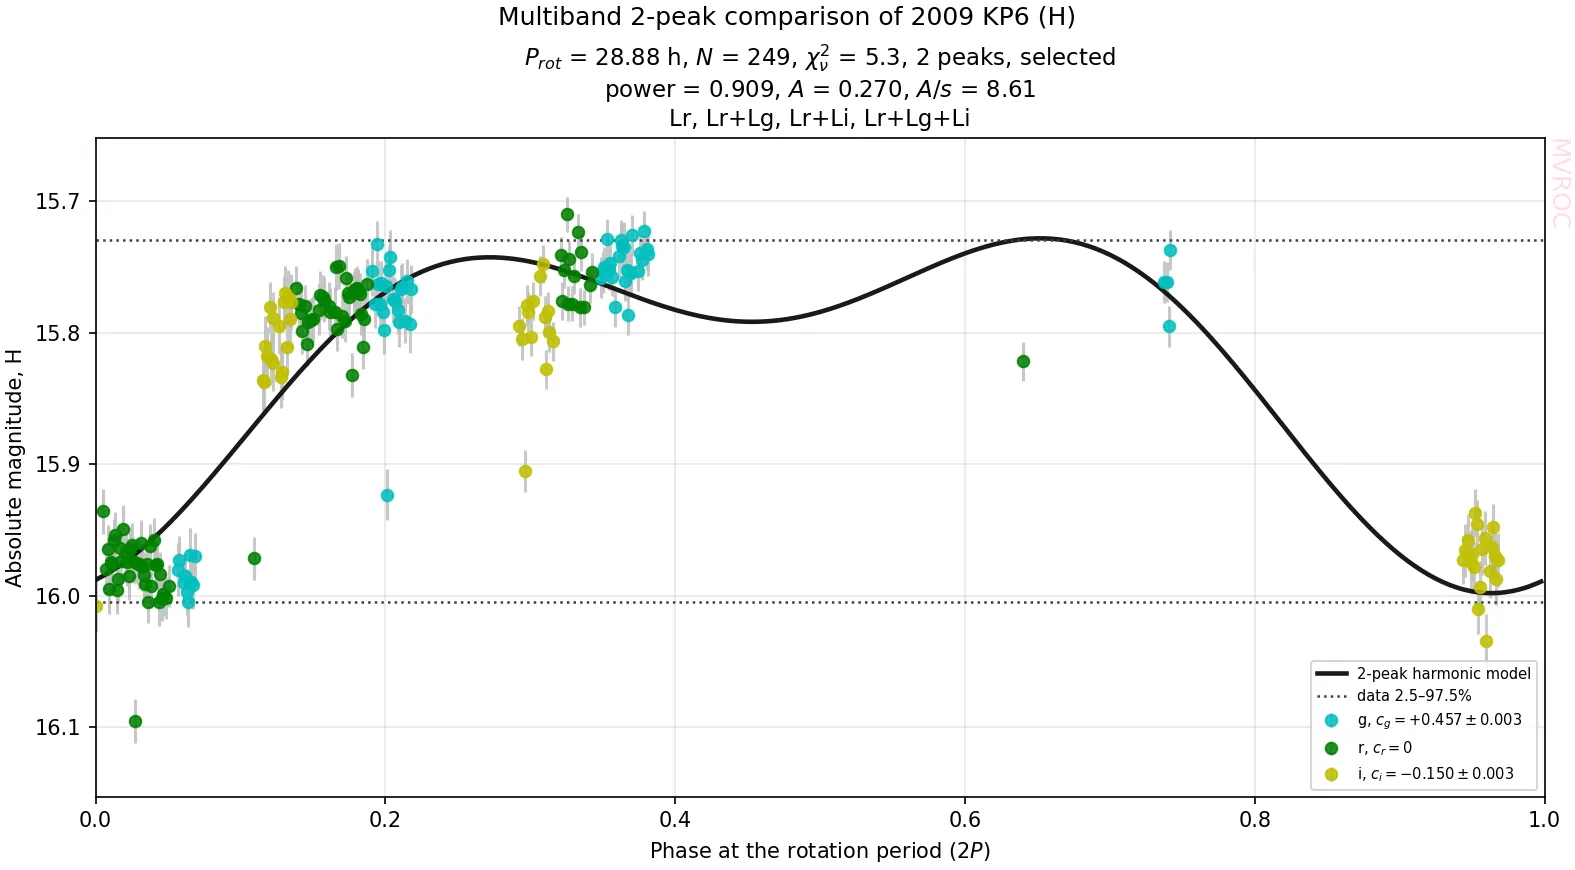 Multiband 2-peak comparison of 2009 KP6 (H)
P_rot = 28.88 h, N = 249, χ²_ν = 5.3, 2 peaks, selected
power = 0.909, A = 0.270, A/s = 8.61
Lr, Lr+Lg, Lr+Li, Lr+Lg+Li
MVROC
Absolute magnitude, H
15.7
15.8
15.9
16.0
16.1
2-peak harmonic model
data 2.5–97.5%
g, c_g = +0.457 ± 0.003
r, c_r = 0
i, c_i = −0.150 ± 0.003
0.0
0.2
0.4
0.6
0.8
1.0
Phase at the rotation period (2P)